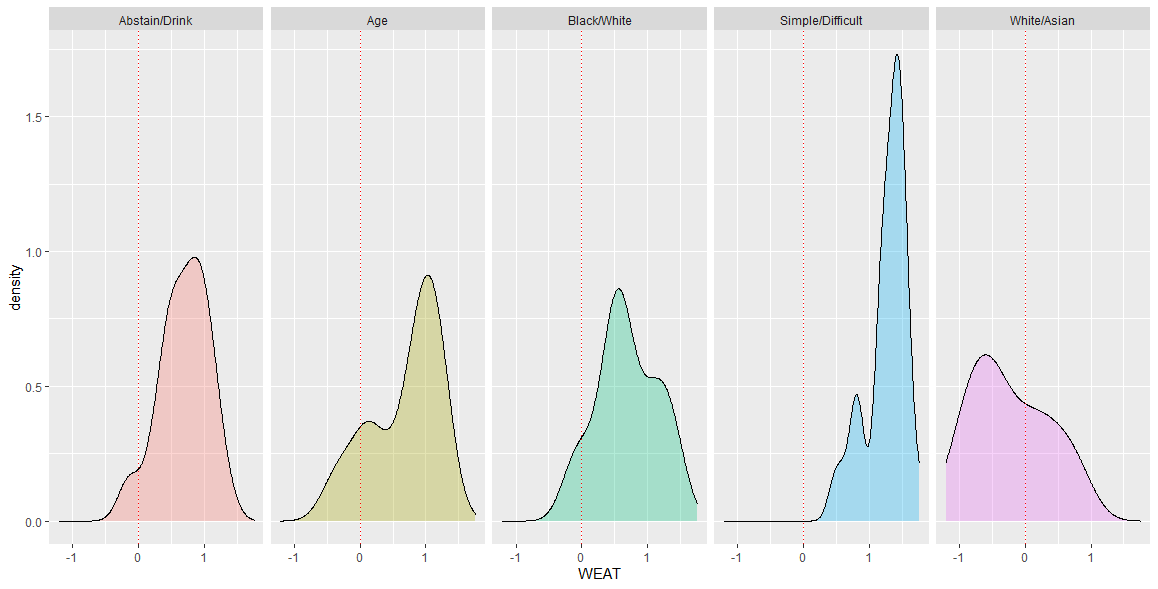 Abstain/Drink Age Black/White Simple/Difficult White/Asian
1.5
1.0
density
0.5
0.0
-1 0 1 -1 0 1 -1 0 1 -1 0 1 -1 0 1
WEAT